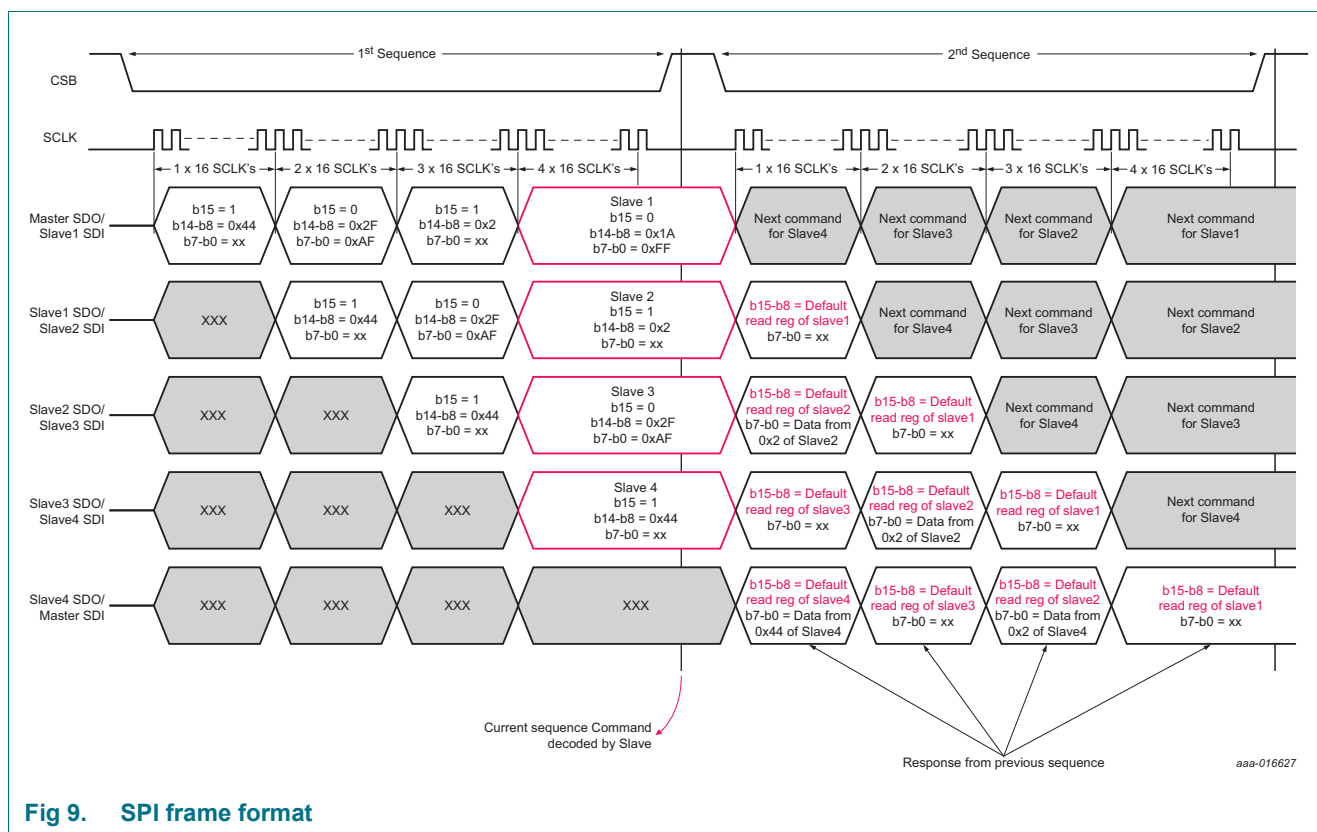 1st Sequence
2nd Sequence
CSB
SCLK
1 x 16 SCLK's
2 x 16 SCLK's
3 x 16 SCLK's
4 x 16 SCLK's
1 x 16 SCLK's
2 x 16 SCLK's
3 x 16 SCLK's
4 x 16 SCLK's
Master SDO/
Slave1 SDI
b15 = 1
b14-b8 = 0x44
b7-b0 = xx
b15 = 0
b14-b8 = 0x2F
b7-b0 = 0xAF
b15 = 1
b14-b8 = 0x2
b7-b0 = xx
Slave 1
b15 = 0
b14-b8 = 0x1A
b7-b0 = 0xFF
Next command
for Slave4
Next command
for Slave3
Next command
for Slave2
Next command
for Slave1
Slave1 SDO/
Slave2 SDI
XXX
b15 = 1
b14-b8 = 0x44
b7-b0 = xx
b15 = 0
b14-b8 = 0x2F
b7-b0 = 0xAF
Slave 2
b15 = 1
b14-b8 = 0x2
b7-b0 = xx
b15-b8 = Default
read reg of slave1
b7-b0 = xx
Next command
for Slave4
Next command
for Slave3
Next command
for Slave2
Slave2 SDO/
Slave3 SDI
XXX
XXX
b15 = 1
b14-b8 = 0x44
b7-b0 = xx
Slave 3
b15 = 0
b14-b8 = 0x2F
b7-b0 = 0xAF
b15-b8 = Default
read reg of slave2
b7-b0 = Data from
0x2 of Slave2
b15-b8 = Default
read reg of slave1
b7-b0 = xx
Next command
for Slave4
Next command
for Slave3
Slave3 SDO/
Slave4 SDI
XXX
XXX
XXX
Slave 4
b15 = 1
b14-b8 = 0x44
b7-b0 = xx
b15-b8 = Default
read reg of slave3
b7-b0 = xx
b15-b8 = Default
read reg of slave2
b7-b0 = Data from
0x2 of Slave2
b15-b8 = Default
read reg of slave1
b7-b0 = xx
Next command
for Slave4
Slave4 SDO/
Master SDI
XXX
XXX
XXX
XXX
b15-b8 = Default
read reg of slave4
b7-b0 = Data from
0x44 of Slave4
b15-b8 = Default
read reg of slave3
b7-b0 = xx
b15-b8 = Default
read reg of slave2
b7-b0 = Data from
0x2 of Slave4
b15-b8 = Default
read reg of slave1
b7-b0 = xx
Current sequence Command
decoded by Slave
Response from previous sequence
aaa-016627
Fig 9. SPI frame format